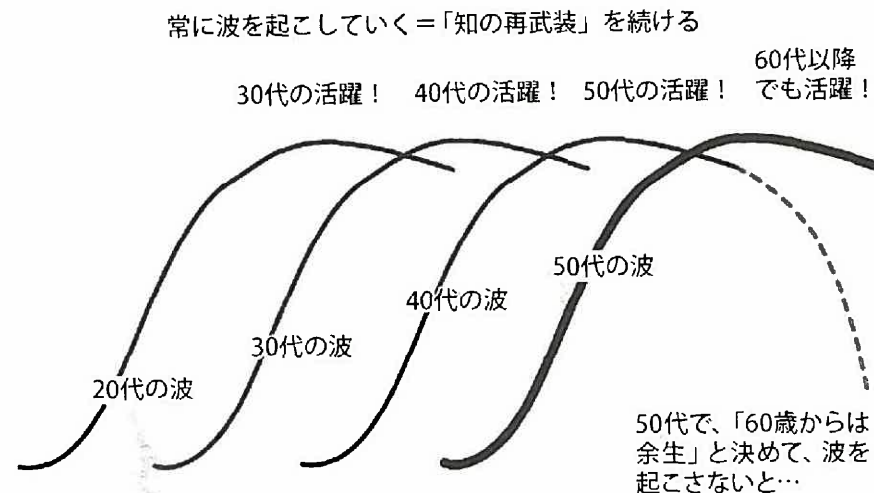 常に波を起こしていく＝「知の再武装」を続ける
30代の活躍！
40代の活躍！
50代の活躍！
60代以降
でも活躍！
50代の波
40代の波
30代の波
20代の波
50代で、「60歳からは
余生」と決めて、波を
起こさないと…